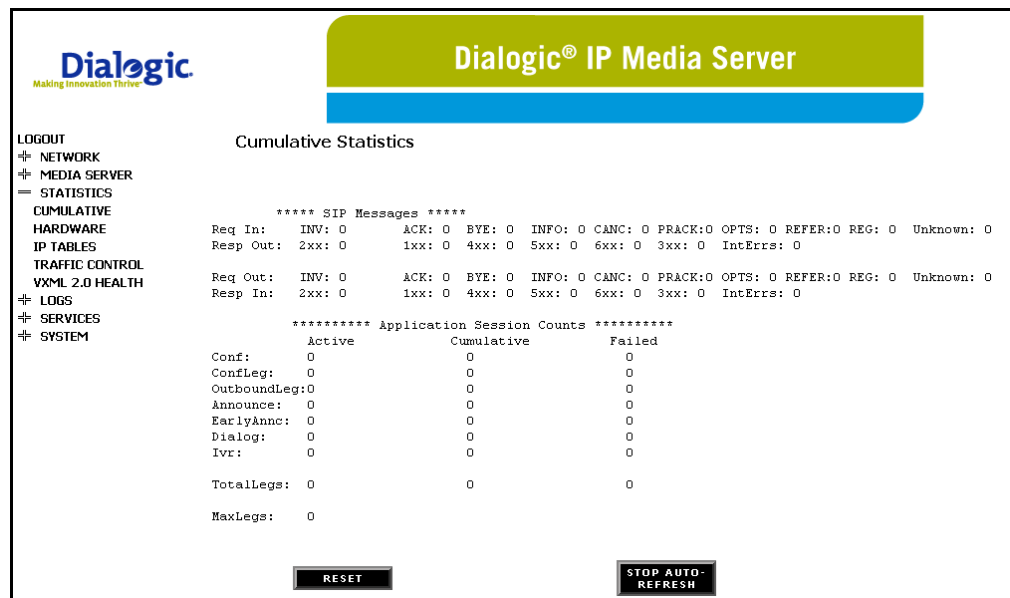 Dialogic.
Making Innovation Thrive™
Dialogic® IP Media Server
LOGOUT
NETWORK
MEDIA SERVER
STATISTICS
CUMULATIVE
HARDWARE
IP TABLES
TRAFFIC CONTROL
VXML 2.0 HEALTH
LOGS
SERVICES
SYSTEM
Cumulative Statistics
***** SIP Messages *****
Req In: INV: 0 ACK: 0 BYE: 0 INFO: 0 CANC: 0 PRACK:0 OPTS: 0 REFER:0 REG: 0 Unknown: 0
Resp Out: 2xx: 0 1xx: 0 4xx: 0 5xx: 0 6xx: 0 3xx: 0 IntErrs: 0
Req Out: INV: 0 ACK: 0 BYE: 0 INFO: 0 CANC: 0 PRACK:0 OPTS: 0 REFER:0 REG: 0 Unknown: 0
Resp In: 2xx: 0 1xx: 0 4xx: 0 5xx: 0 6xx: 0 3xx: 0 IntErrs: 0
********** Application Session Counts **********
Active Cumulative Failed
Conf: 0 0 0
ConfLeg: 0 0 0
OutboundLeg:0 0 0
Announce: 0 0 0
EarlyAnnc: 0 0 0
Dialog: 0 0 0
Ivr: 0 0 0
TotalLegs: 0 0 0
MaxLegs: 0
RESET
STOP AUTO-
REFRESH